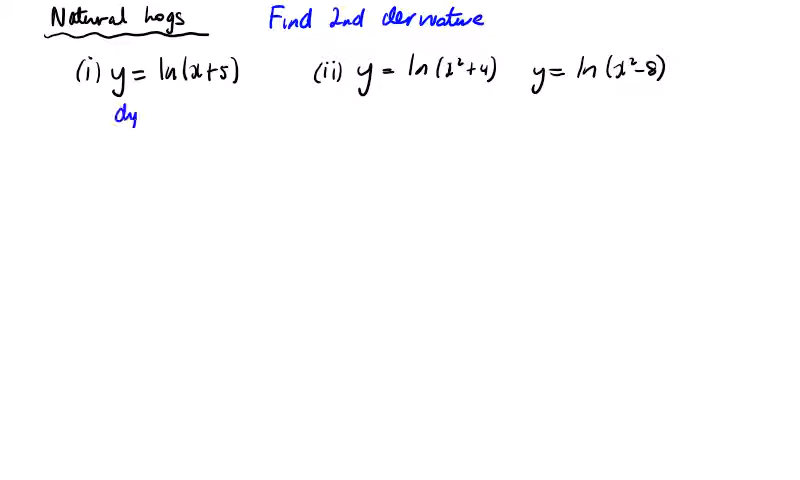 Natural Logs Find 2nd derivative
(i) y = ln(x+5) (ii) y = ln(x²+4) y = ln(x²-8)
dy